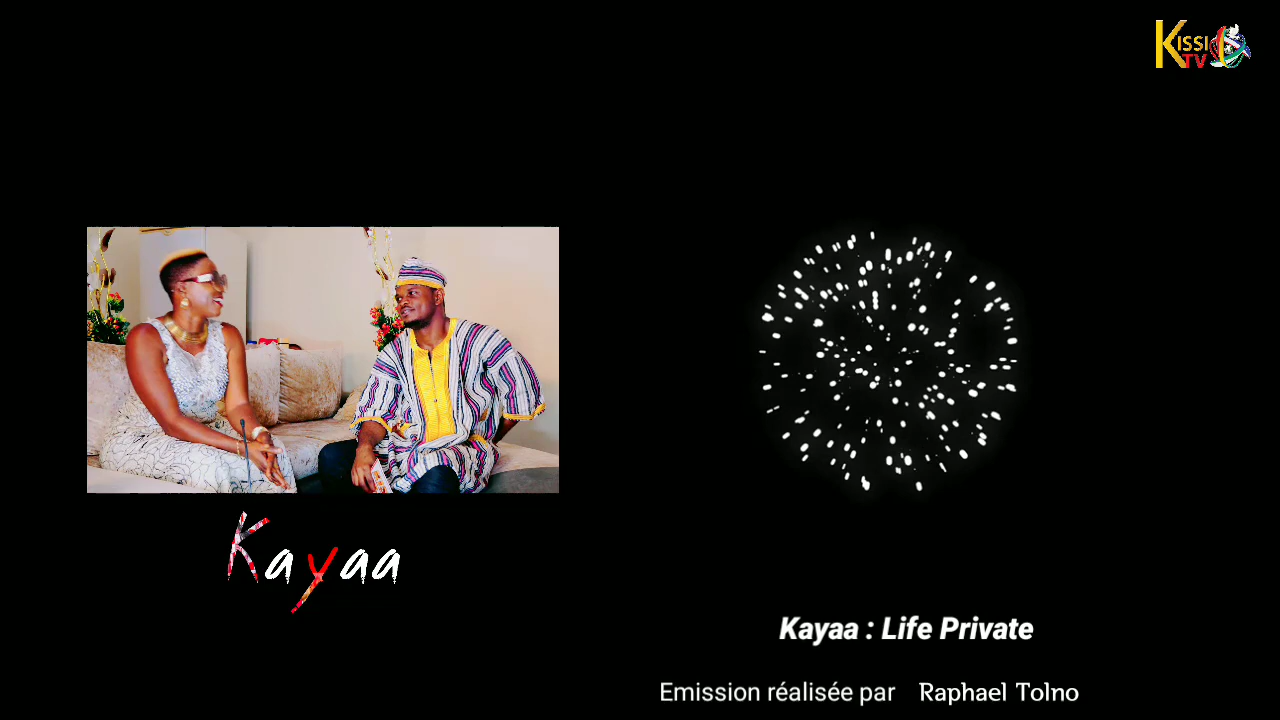 KISSI
TV
Kayaa
Kayaa : Life Private
Emission réalisée par Raphael Tolno